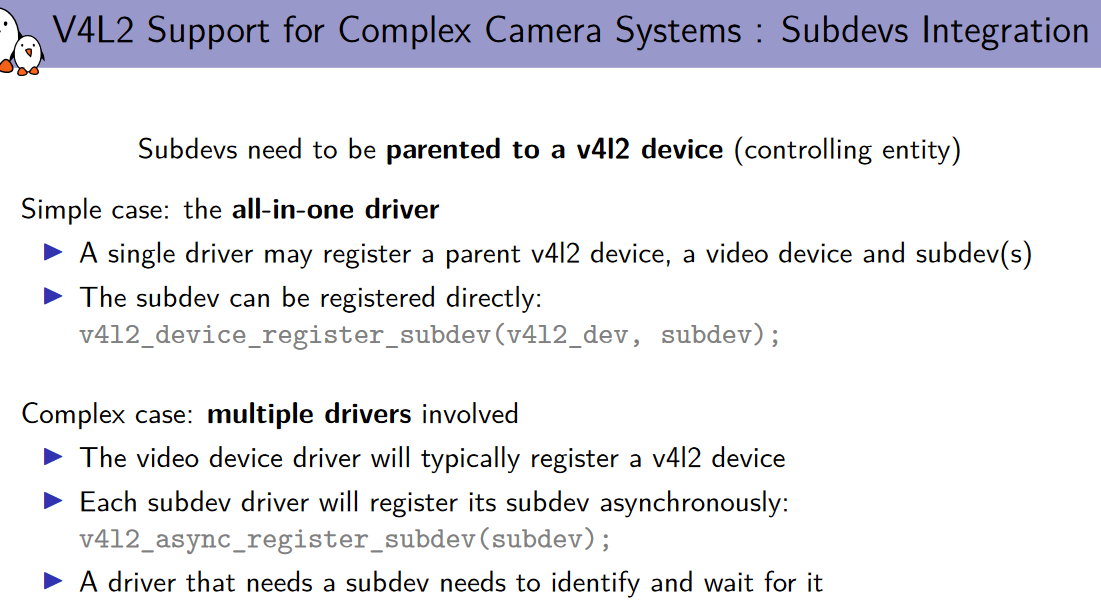 V4L2 Support for Complex Camera Systems : Subdevs Integration
Subdevs need to be parented to a v4l2 device (controlling entity)
Simple case: the all-in-one driver
▶ A single driver may register a parent v4l2 device, a video device and subdev(s)
▶ The subdev can be registered directly:
v4l2_device_register_subdev(v4l2_dev, subdev);
Complex case: multiple drivers involved
▶ The video device driver will typically register a v4l2 device
▶ Each subdev driver will register its subdev asynchronously:
v4l2_async_register_subdev(subdev);
▶ A driver that needs a subdev needs to identify and wait for it